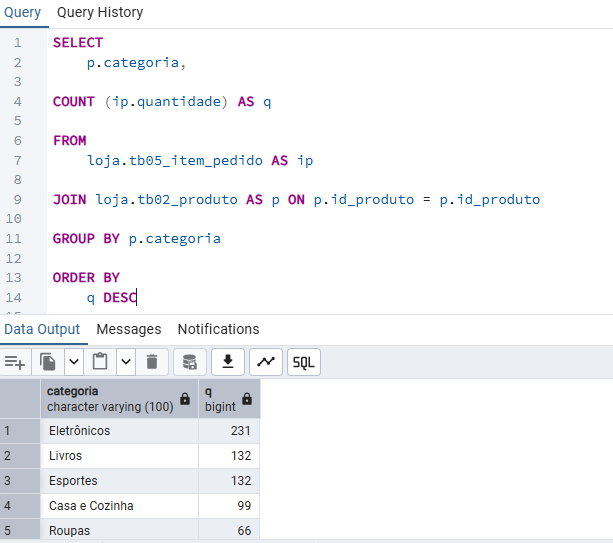 Query Query History
1 SELECT
2 p.categoria,
3
4 COUNT (ip.quantidade) AS q
5
6 FROM
7 loja.tb05_item_pedido AS ip
8
9 JOIN loja.tb02_produto AS p ON p.id_produto = p.id_produto
10
11 GROUP BY p.categoria
12
13 ORDER BY
14 q DESC
Data Output Messages Notifications
SQL
categoria q
character varying (100) bigint
1 Eletrônicos 231
2 Livros 132
3 Esportes 132
4 Casa e Cozinha 99
5 Roupas 66